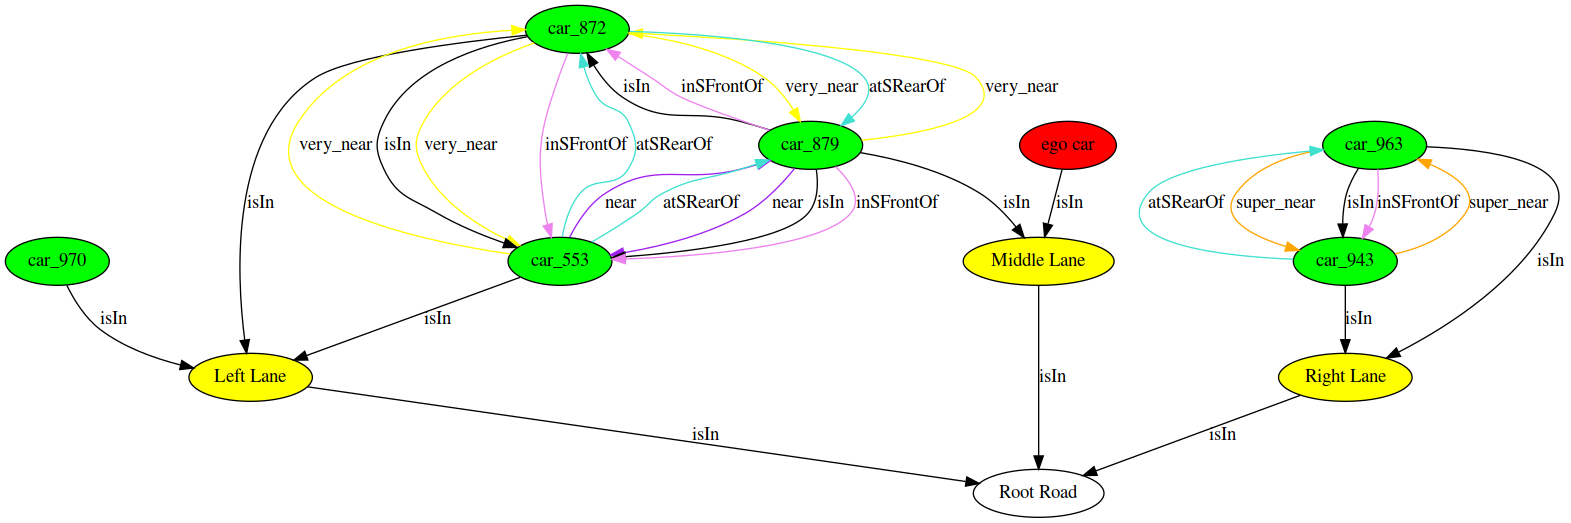 car_872
isIn
inSFrontOf
very_near
atSRearOf
very_near
very_near
isIn
very_near
inSFrontOf
atSRearOf
car_879
ego car
car_963
isIn
near
atSRearOf
near
isIn
inSFrontOf
isIn
isIn
atSRearOf
super_near
isIn
inSFrontOf
super_near
car_970
car_553
Middle Lane
car_943
isIn
isIn
isIn
isIn
Left Lane
isIn
Right Lane
isIn
isIn
Root Road